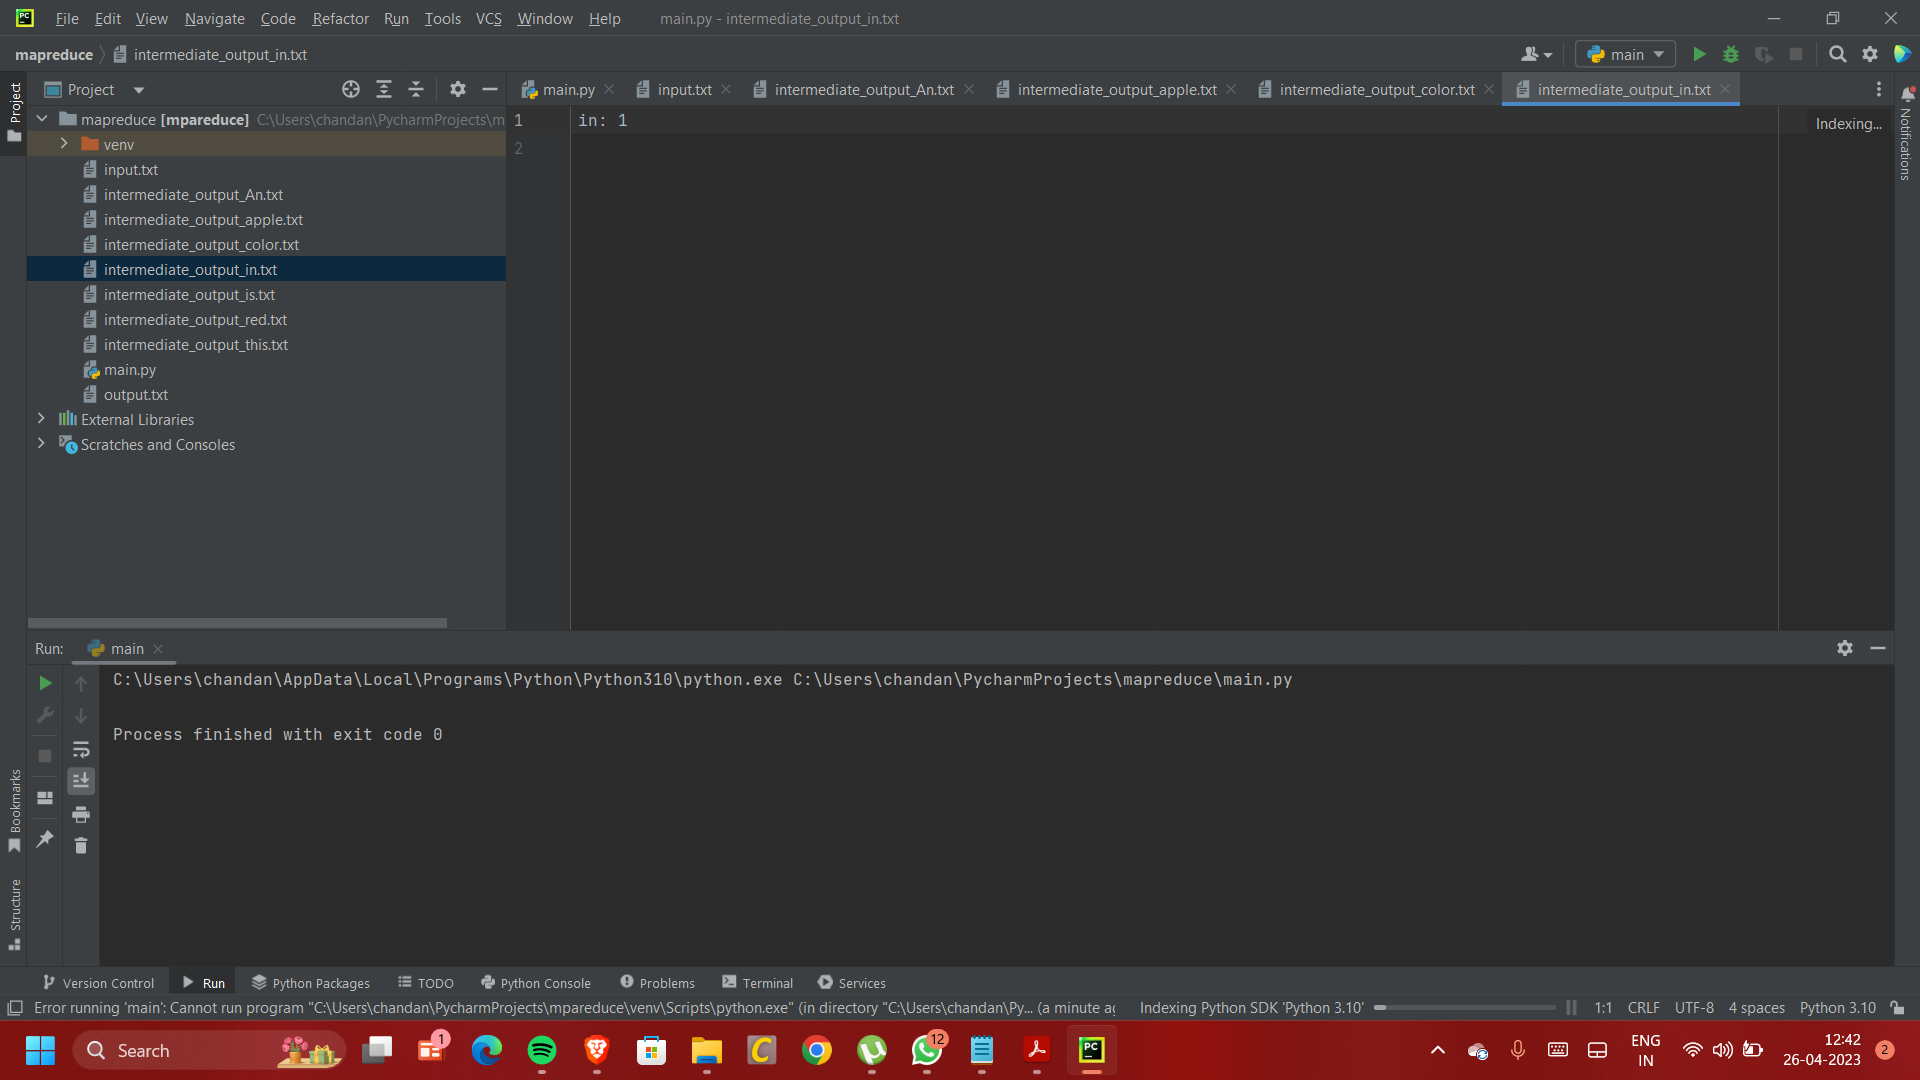 PC File Edit View Navigate Code Refactor Run Tools VCS Window Help main.py - intermediate_output_in.txt
mapreduce intermediate_output_in.txt main
Project
Project main.py input.txt intermediate_output_An.txt intermediate_output_apple.txt intermediate_output_color.txt intermediate_output_in.txt
mapreduce [mpareduce] C:\Users\chandan\PycharmProjects\m
venv
input.txt
intermediate_output_An.txt
intermediate_output_apple.txt
intermediate_output_color.txt
intermediate_output_in.txt
intermediate_output_is.txt
intermediate_output_red.txt
intermediate_output_this.txt
main.py
output.txt
External Libraries
Scratches and Consoles
1 in: 1
2
Indexing...
Notifications
Run: main
C:\Users\chandan\AppData\Local\Programs\Python\Python310\python.exe C:\Users\chandan\PycharmProjects\mapreduce\main.py
Process finished with exit code 0
Bookmarks
Structure
Version Control Run Python Packages TODO Python Console Problems Terminal Services
Error running 'main': Cannot run program "C:\Users\chandan\PycharmProjects\mpareduce\venv\Scripts\python.exe" (in directory "C:\Users\chandan\Py... (a minute ag Indexing Python SDK 'Python 3.10' 1:1 CRLF UTF-8 4 spaces Python 3.10
Search 1 12 PC ENG 12:42
IN 26-04-2023 2